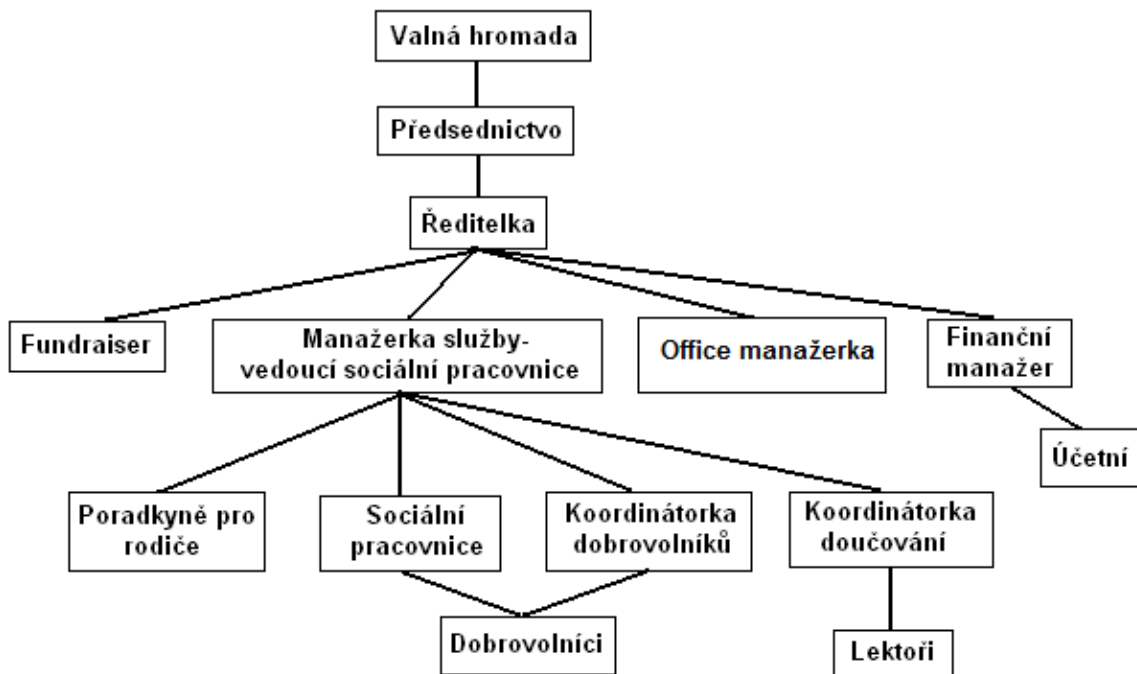 Valná hromada
Předsednictvo
Ředitelka
Fundraiser
Manažerka služby-
vedoucí sociální pracovnice
Office manažerka
Finanční
manažer
Účetní
Poradkyně pro
rodiče
Sociální
pracovnice
Koordinátorka
dobrovolníků
Koordinátorka
doučování
Dobrovolníci
Lektoři